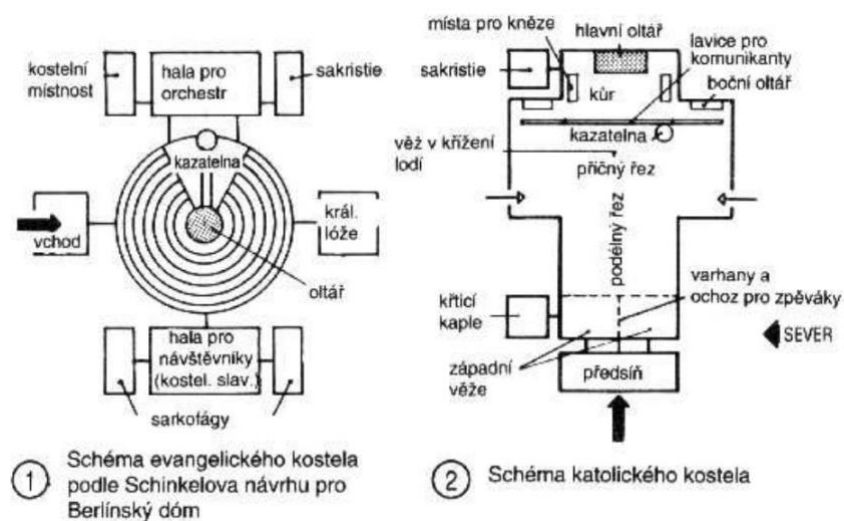 kostelní
místnost
hala pro
orchestr
sakristie
kazatelna
vchod
král.
lóže
oltář
hala pro
návštěvníky
(kostel. slav.)
sarkofágy
1
Schéma evangelického kostela
podle Schinkelova návrhu pro
Berlínský dóm
místa pro kněze
hlavní oltář
lavice pro
komunikanty
sakristie
boční oltář
kůr
kazatelna
věž v křížení
lodí
příčný řez
podélný řez
varhany a
ochoz pro zpěváky
křticí
kaple
SEVER
západní
věže
předsíň
2
Schéma katolického kostela